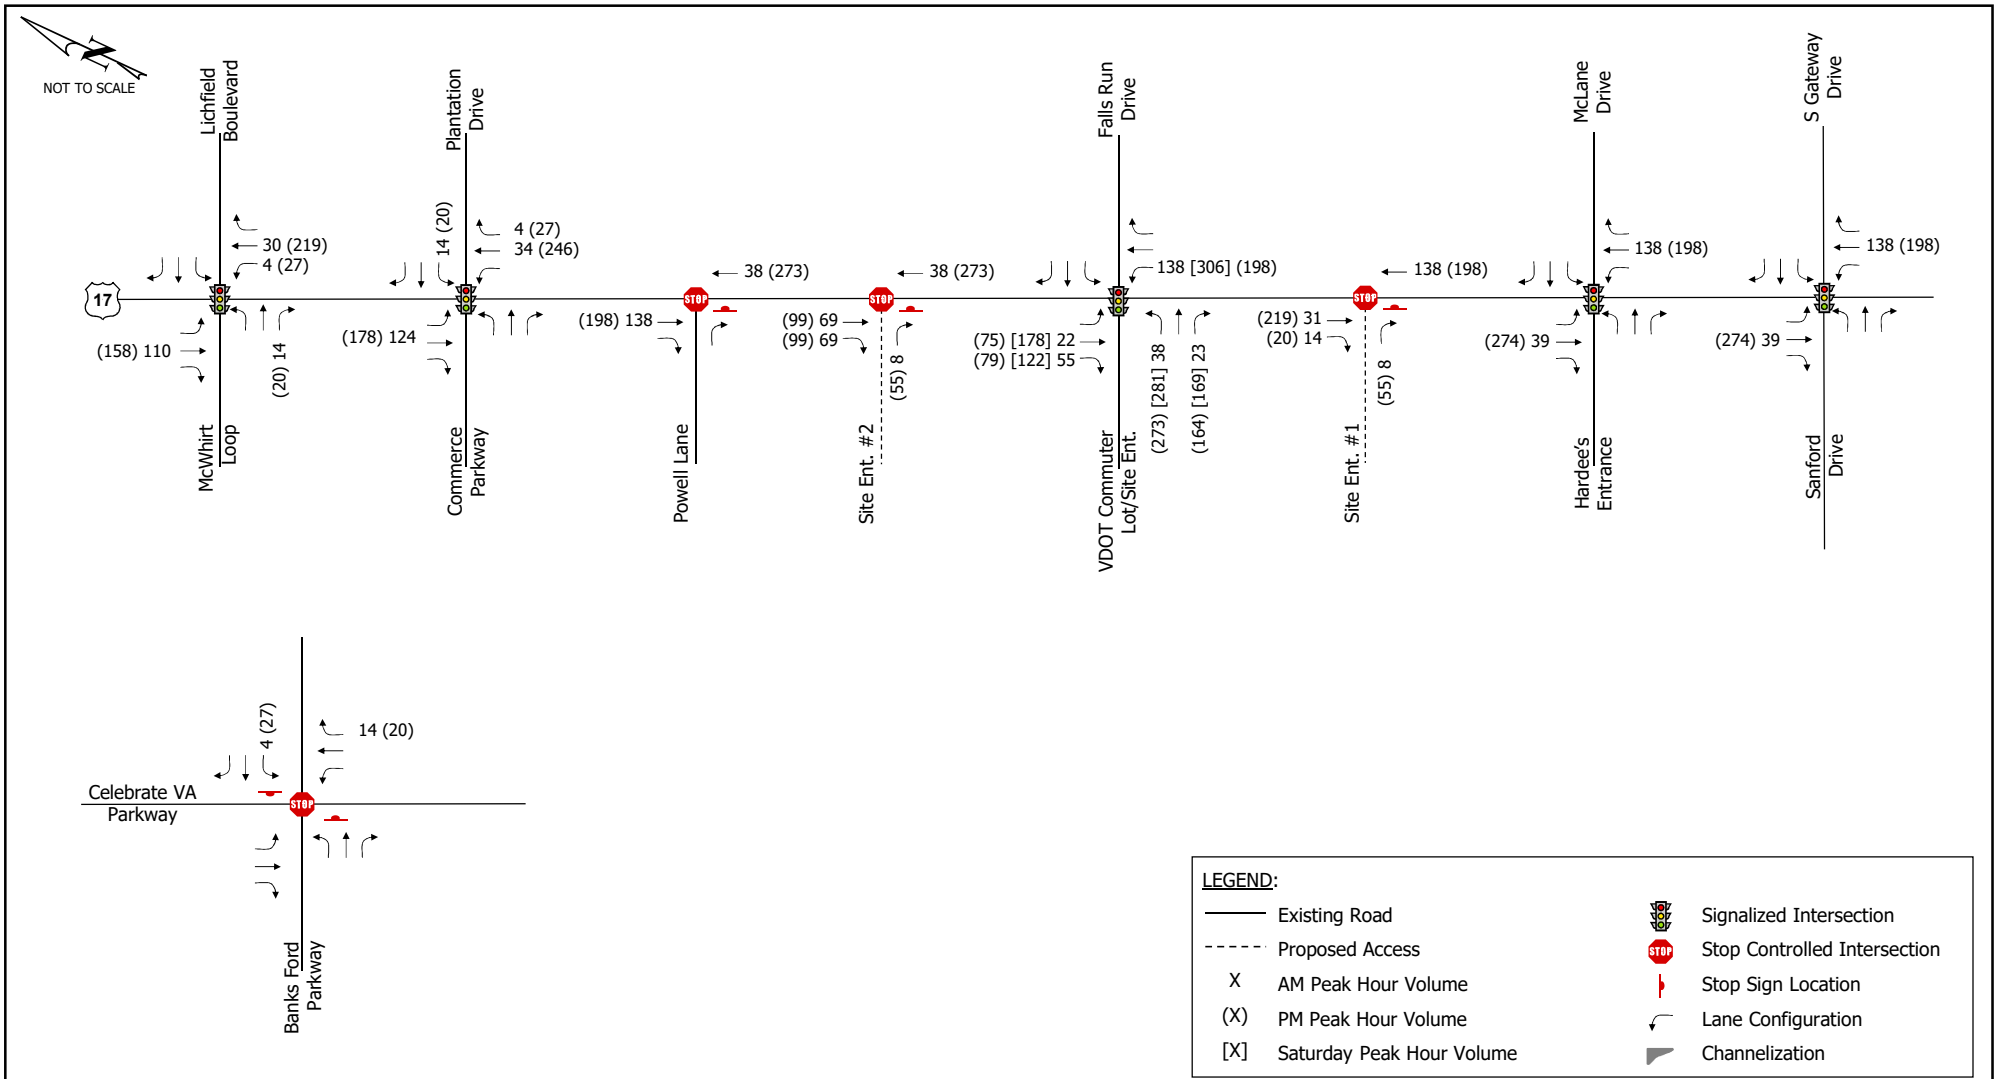 N
NOT TO SCALE
Lichfield
Boulevard
Plantation
Drive
Falls Run
Drive
McLane
Drive
S Gateway
Drive
17
30 (219)
4 (27)
(158) 110
(20) 14
McWhirt
Loop
14 (20)
4 (27)
34 (246)
(178) 124
Commerce
Parkway
38 (273)
STOP
(198) 138
Powell Lane
38 (273)
STOP
(99) 69
(99) 69
(55) 8
Site Ent. #2
138 [306] (198)
(75) [178] 22
(79) [122] 55
(273) [281] 38
(164) [169] 23
VDOT Commuter
Lot/Site Ent.
138 (198)
STOP
(219) 31
(20) 14
(55) 8
Site Ent. #1
138 (198)
(274) 39
Hardee's
Entrance
138 (198)
(274) 39
Sanford
Drive
4 (27)
14 (20)
Celebrate VA
Parkway
STOP
Banks Ford
Parkway
LEGEND:
Existing Road
Proposed Access
X AM Peak Hour Volume
(X) PM Peak Hour Volume
[X] Saturday Peak Hour Volume
Signalized Intersection
STOP Stop Controlled Intersection
Stop Sign Location
Lane Configuration
Channelization